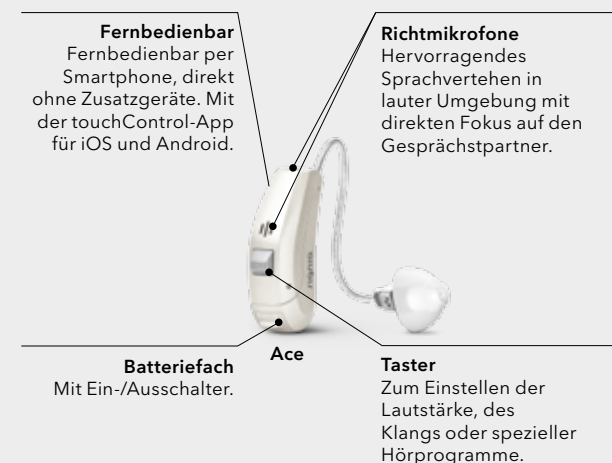 Fernbedienbar
Fernbedienbar per
Smartphone, direkt
ohne Zusatzgeräte. Mit
der touchControl-App
für iOS und Android.
Richtmikrofone
Hervorragendes
Sprachvertehen in
lauter Umgebung mit
direkten Fokus auf den
Gesprächstpartner.
signia
Batteriefach
Mit Ein-/Ausschalter.
Ace
Taster
Zum Einstellen der
Lautstärke, des
Klangs oder spezieller
Hörprogramme.